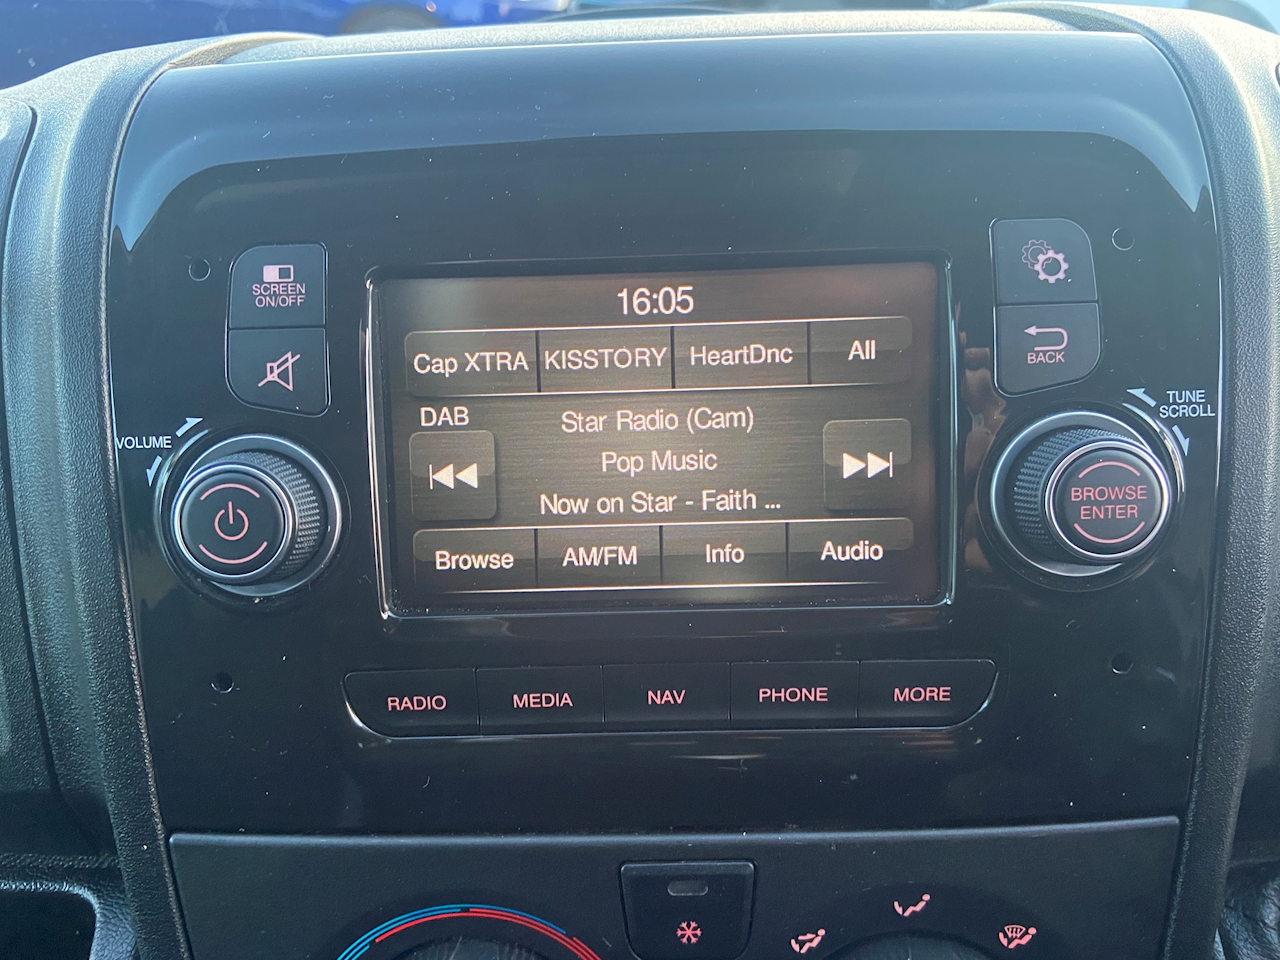 16:05
SCREEN
ON/OFF
Cap XTRA KISSTORY HeartDnc All
BACK
DAB
Star Radio (Cam)
Pop Music
Now on Star - Faith ...
VOLUME
TUNE
SCROLL
BROWSE
ENTER
Browse AM/FM Info Audio
RADIO MEDIA NAV PHONE MORE